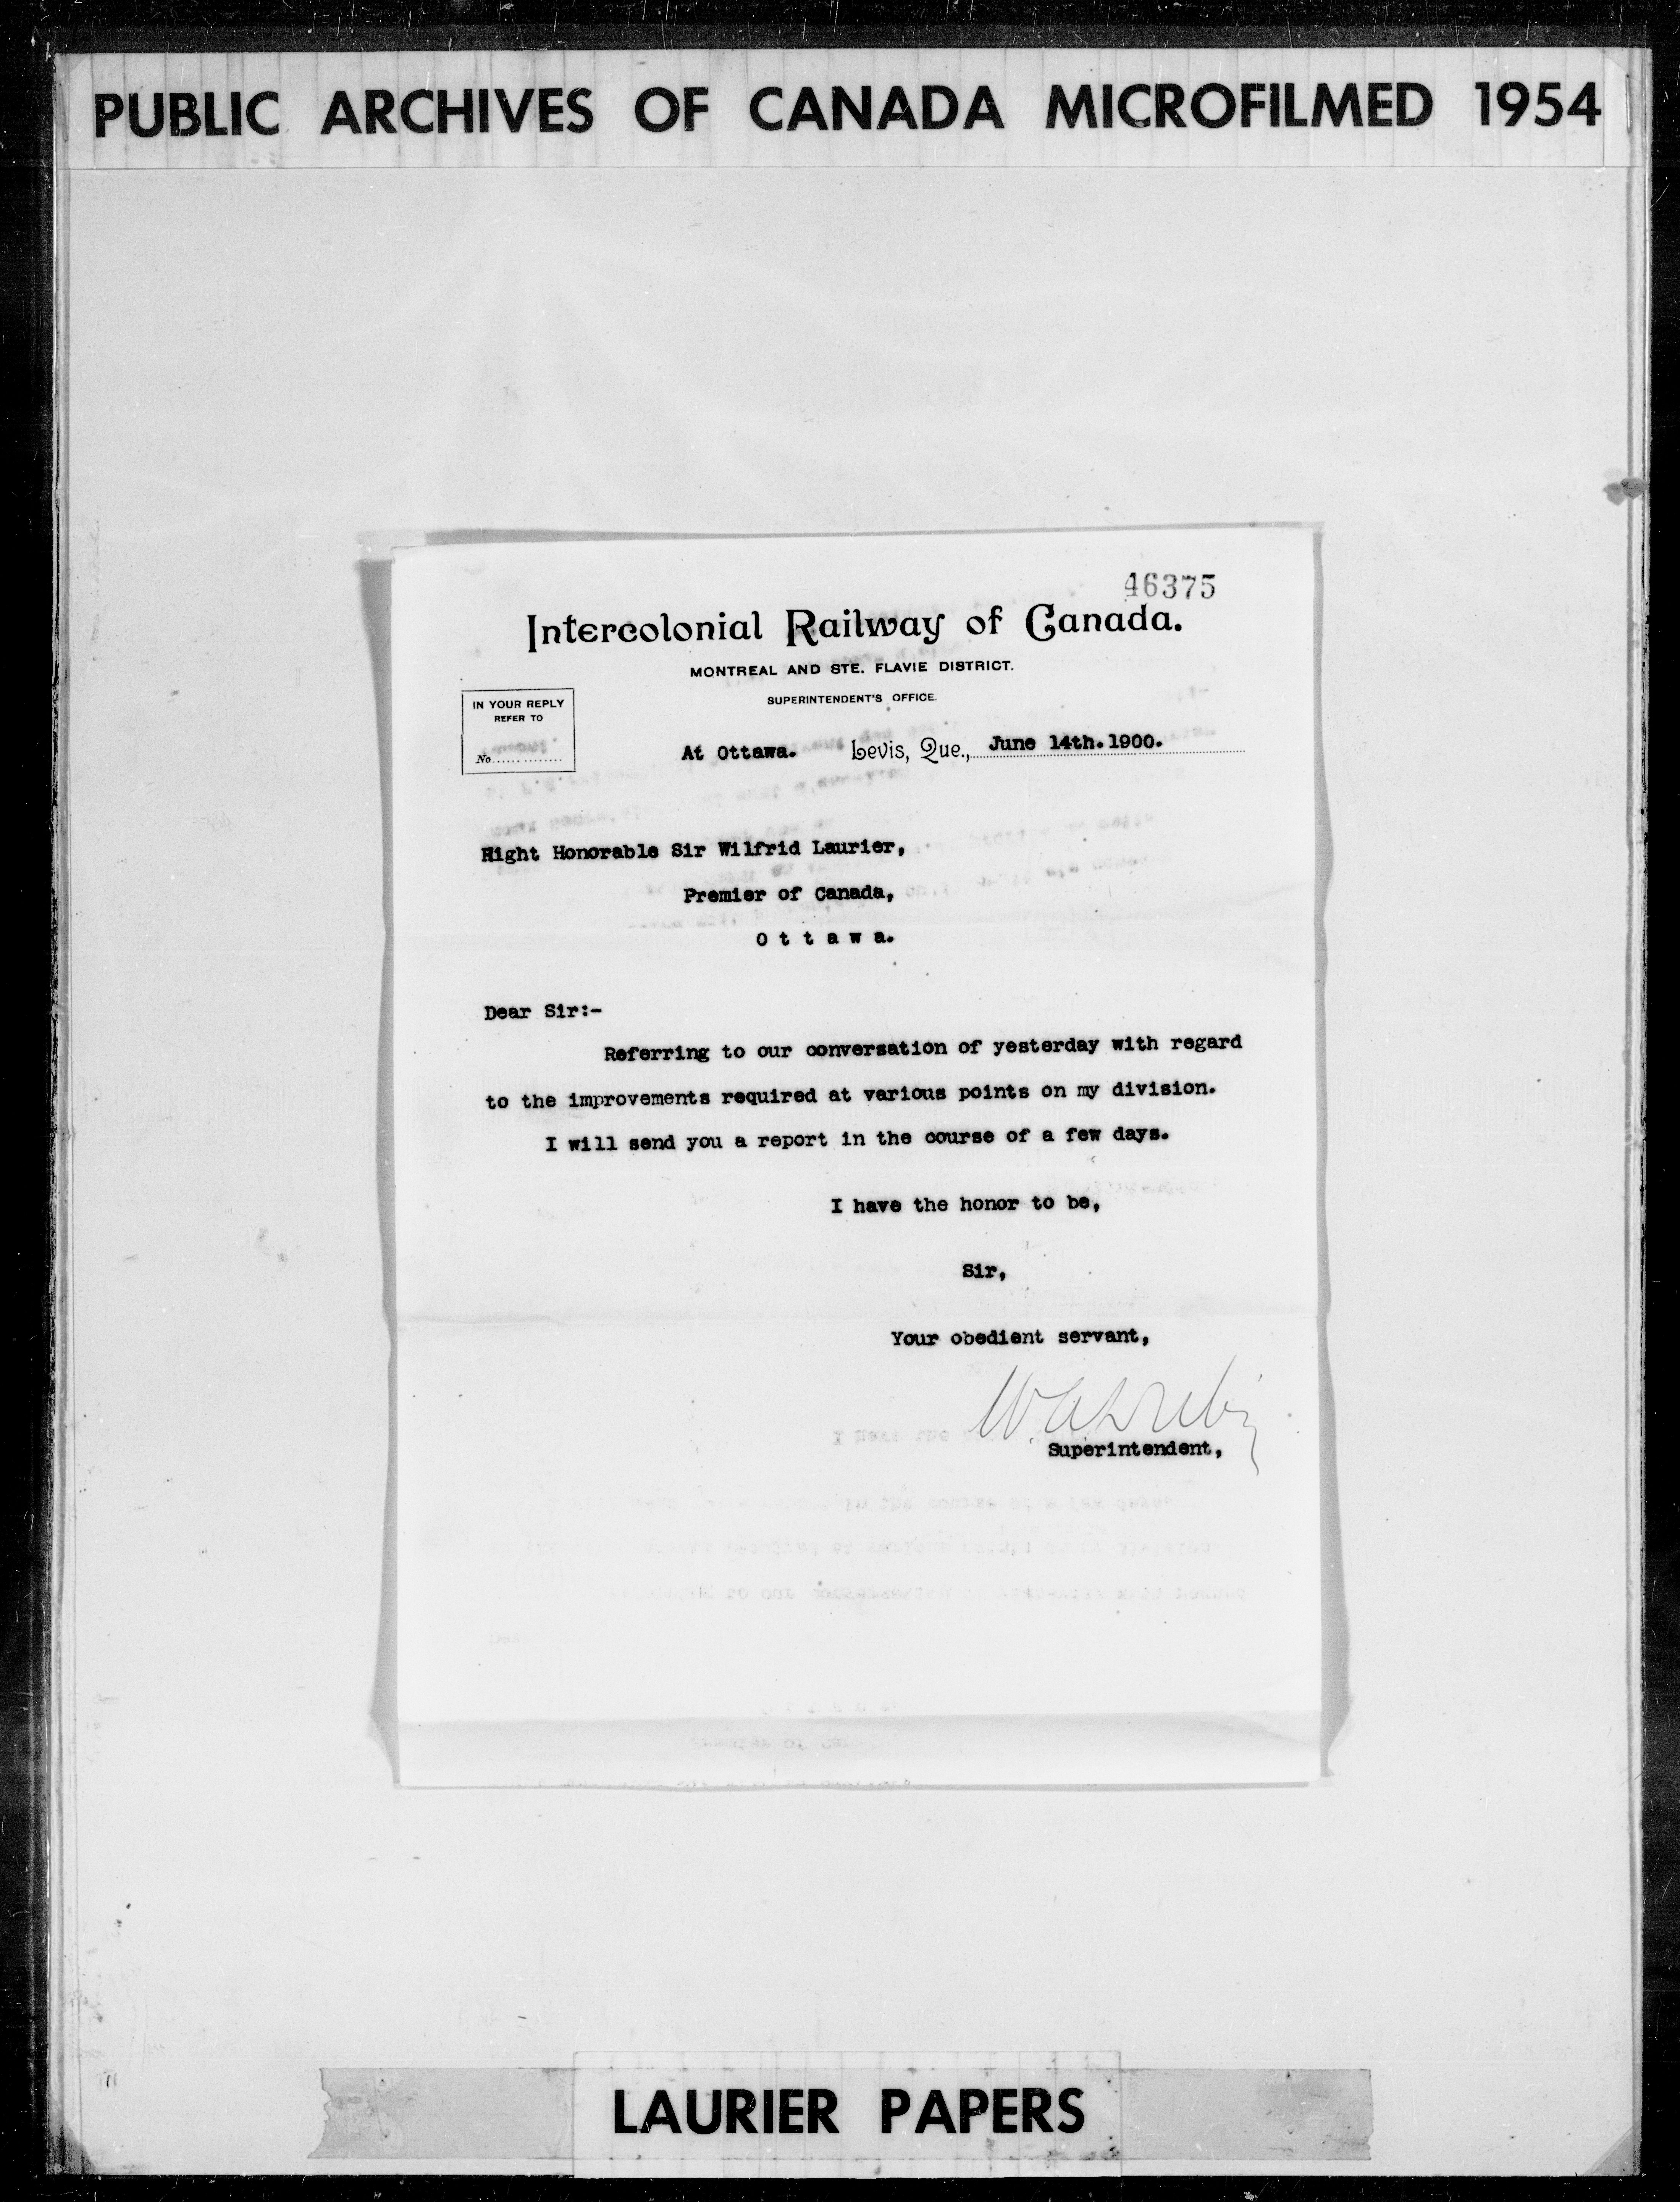 PUBLIC ARCHIVES OF CANADA MICROFILMED 1954
46375
Intercolonial Railway of Canada.
MONTREAL AND STE. FLAVIE DISTRICT.
SUPERINTENDENT'S OFFICE.
IN YOUR REPLY
REFER TO
No..............
At Ottawa. Levis, Que., June 14th. 1900.
Right Honorable Sir Wilfrid Laurier,
Premier of Canada,
O t t a w a.
Dear Sir:-
Referring to our conversation of yesterday with regard
to the improvements required at various points on my division.
I will send you a report in the course of a few days.
I have the honor to be,
Sir,
Your obedient servant,
Superintendent,
LAURIER PAPERS